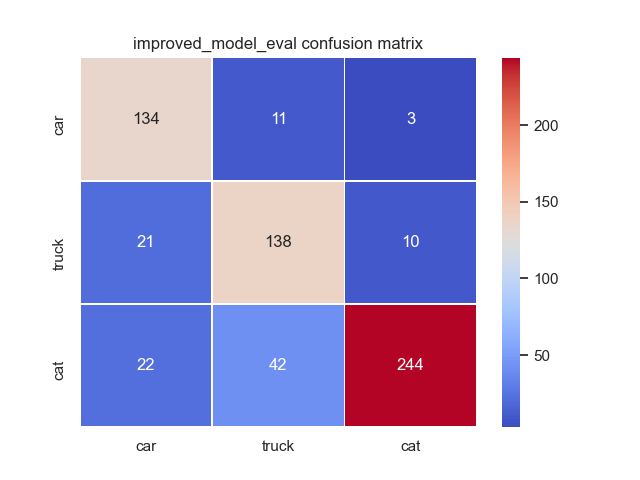 improved_model_eval confusion matrix
car 134 11 3
truck 21 138 10
cat 22 42 244
car truck cat
200
150
100
50